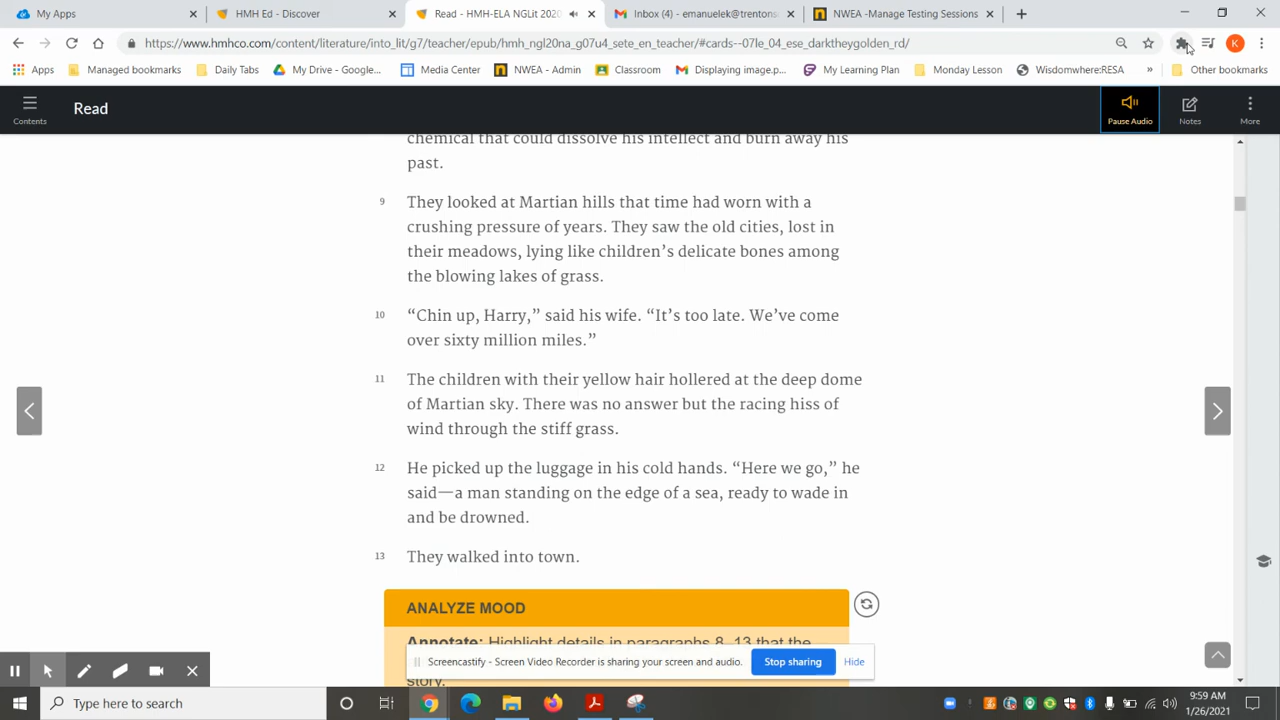 My Apps
HMH Ed - Discover
Read - HMH-ELA NGLit 2020
Inbox (4) - emanuelek@trentons
NWEA -Manage Testing Sessions
https://www.hmhco.com/content/literature/into_lit/g7/teacher/epub/hmh_ngl20na_g07u4_sete_en_teacher/#cards--07le_04_ese_darktheygolden_rd/
K
Apps
Managed bookmarks
Daily Tabs
My Drive - Google...
Media Center
NWEA - Admin
Classroom
Displaying image.p...
My Learning Plan
Monday Lesson
Wisdomwhere:RESA
»
Other bookmarks
Contents
Read
Pause Audio
Notes
More
chemical that could dissolve his intellect and burn away his
past.
9 They looked at Martian hills that time had worn with a
crushing pressure of years. They saw the old cities, lost in
their meadows, lying like children’s delicate bones among
the blowing lakes of grass.
10 “Chin up, Harry,” said his wife. “It’s too late. We’ve come
over sixty million miles.”
11 The children with their yellow hair hollered at the deep dome
of Martian sky. There was no answer but the racing hiss of
wind through the stiff grass.
12 He picked up the luggage in his cold hands. “Here we go,” he
said—a man standing on the edge of a sea, ready to wade in
and be drowned.
13 They walked into town.
ANALYZE MOOD
Annotate: Highlight details in paragraphs 8–13 that the
Screencastify - Screen Video Recorder is sharing your screen and audio.
Stop sharing
Hide
story.
Type here to search
9:59 AM
1/26/2021